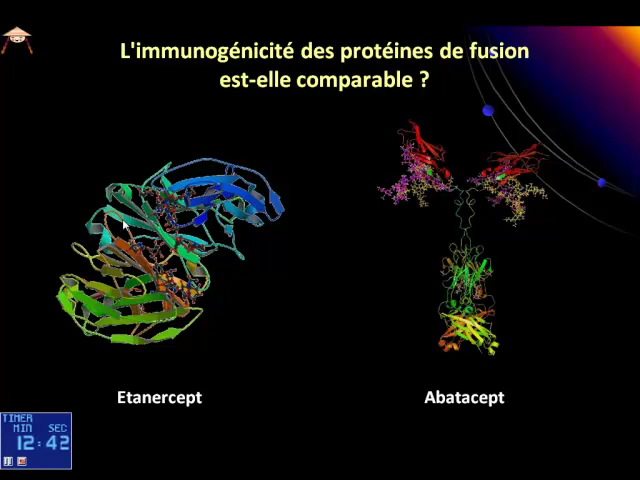 L'immunogénicité des protéines de fusion
est-elle comparable ?
Etanercept
Abatacept
TIMER
MIN SEC
12:42